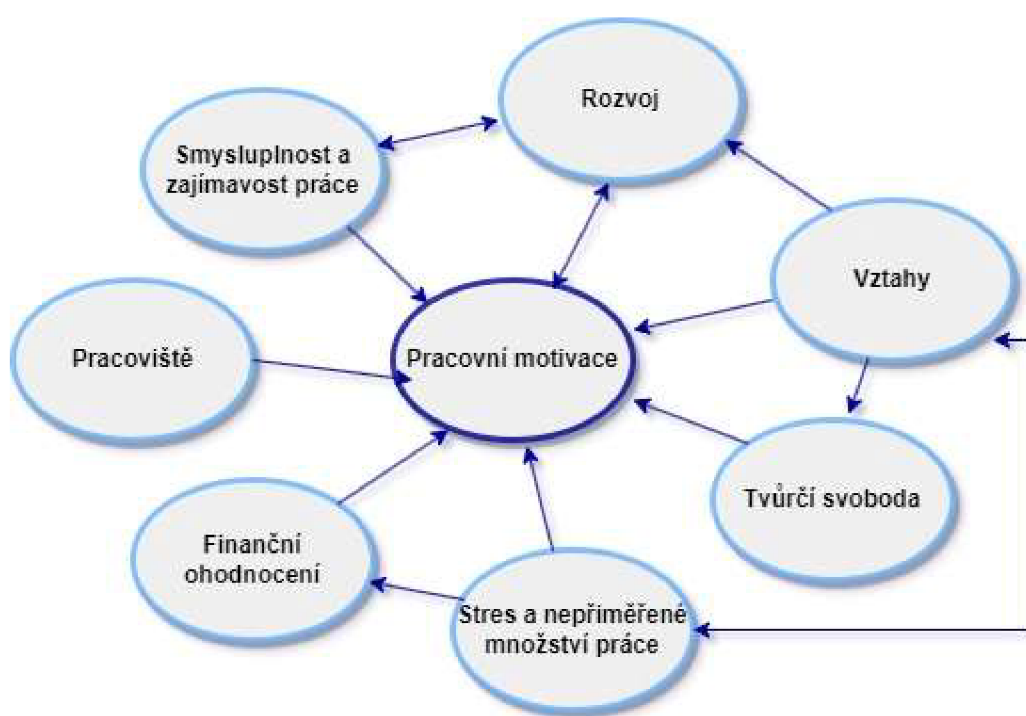 Rozvoj
Smysluplnost a
zajímavost práce
Vztahy
Pracoviště
Pracovní motivace
Tvůrčí svoboda
Finanční
ohodnocení
Stres a nepřiměřené
množství práce